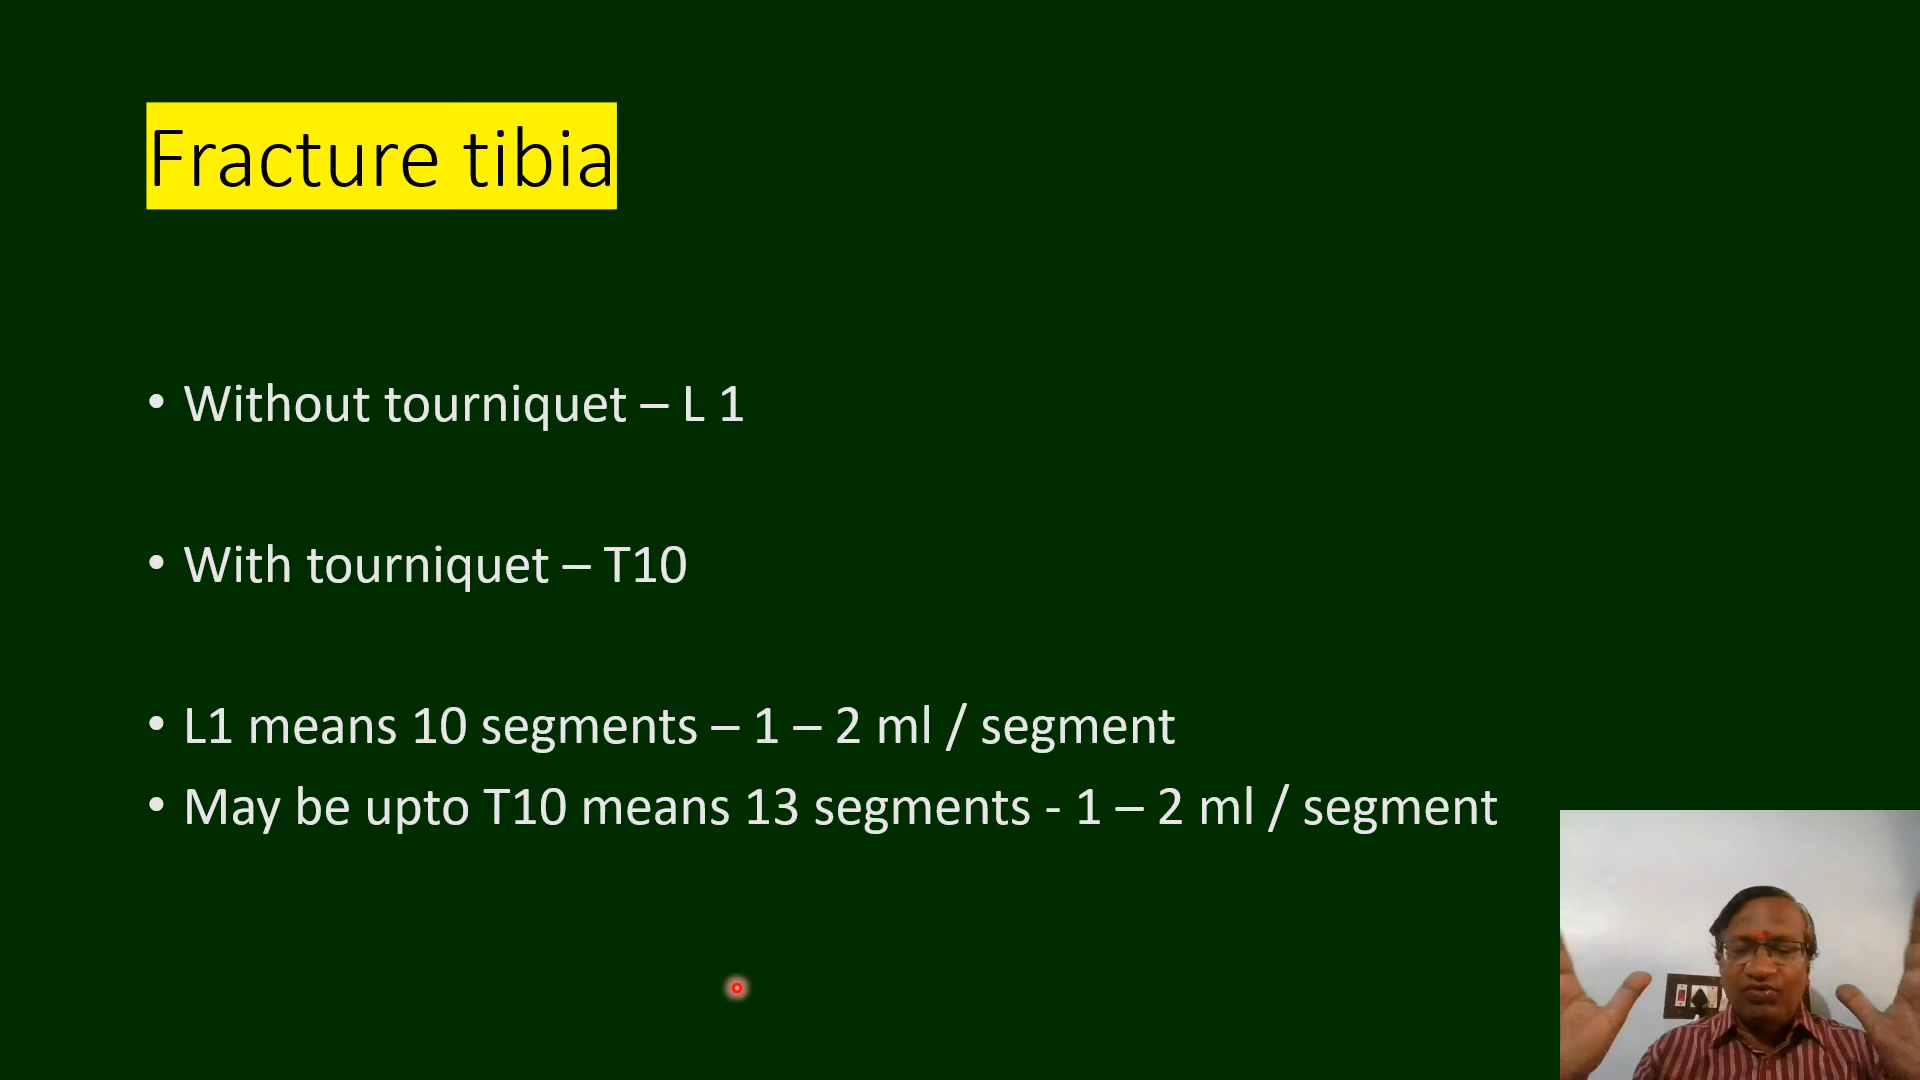 Fracture tibia
• Without tourniquet – L 1
• With tourniquet – T10
• L1 means 10 segments – 1 – 2 ml / segment
• May be upto T10 means 13 segments - 1 – 2 ml / segment